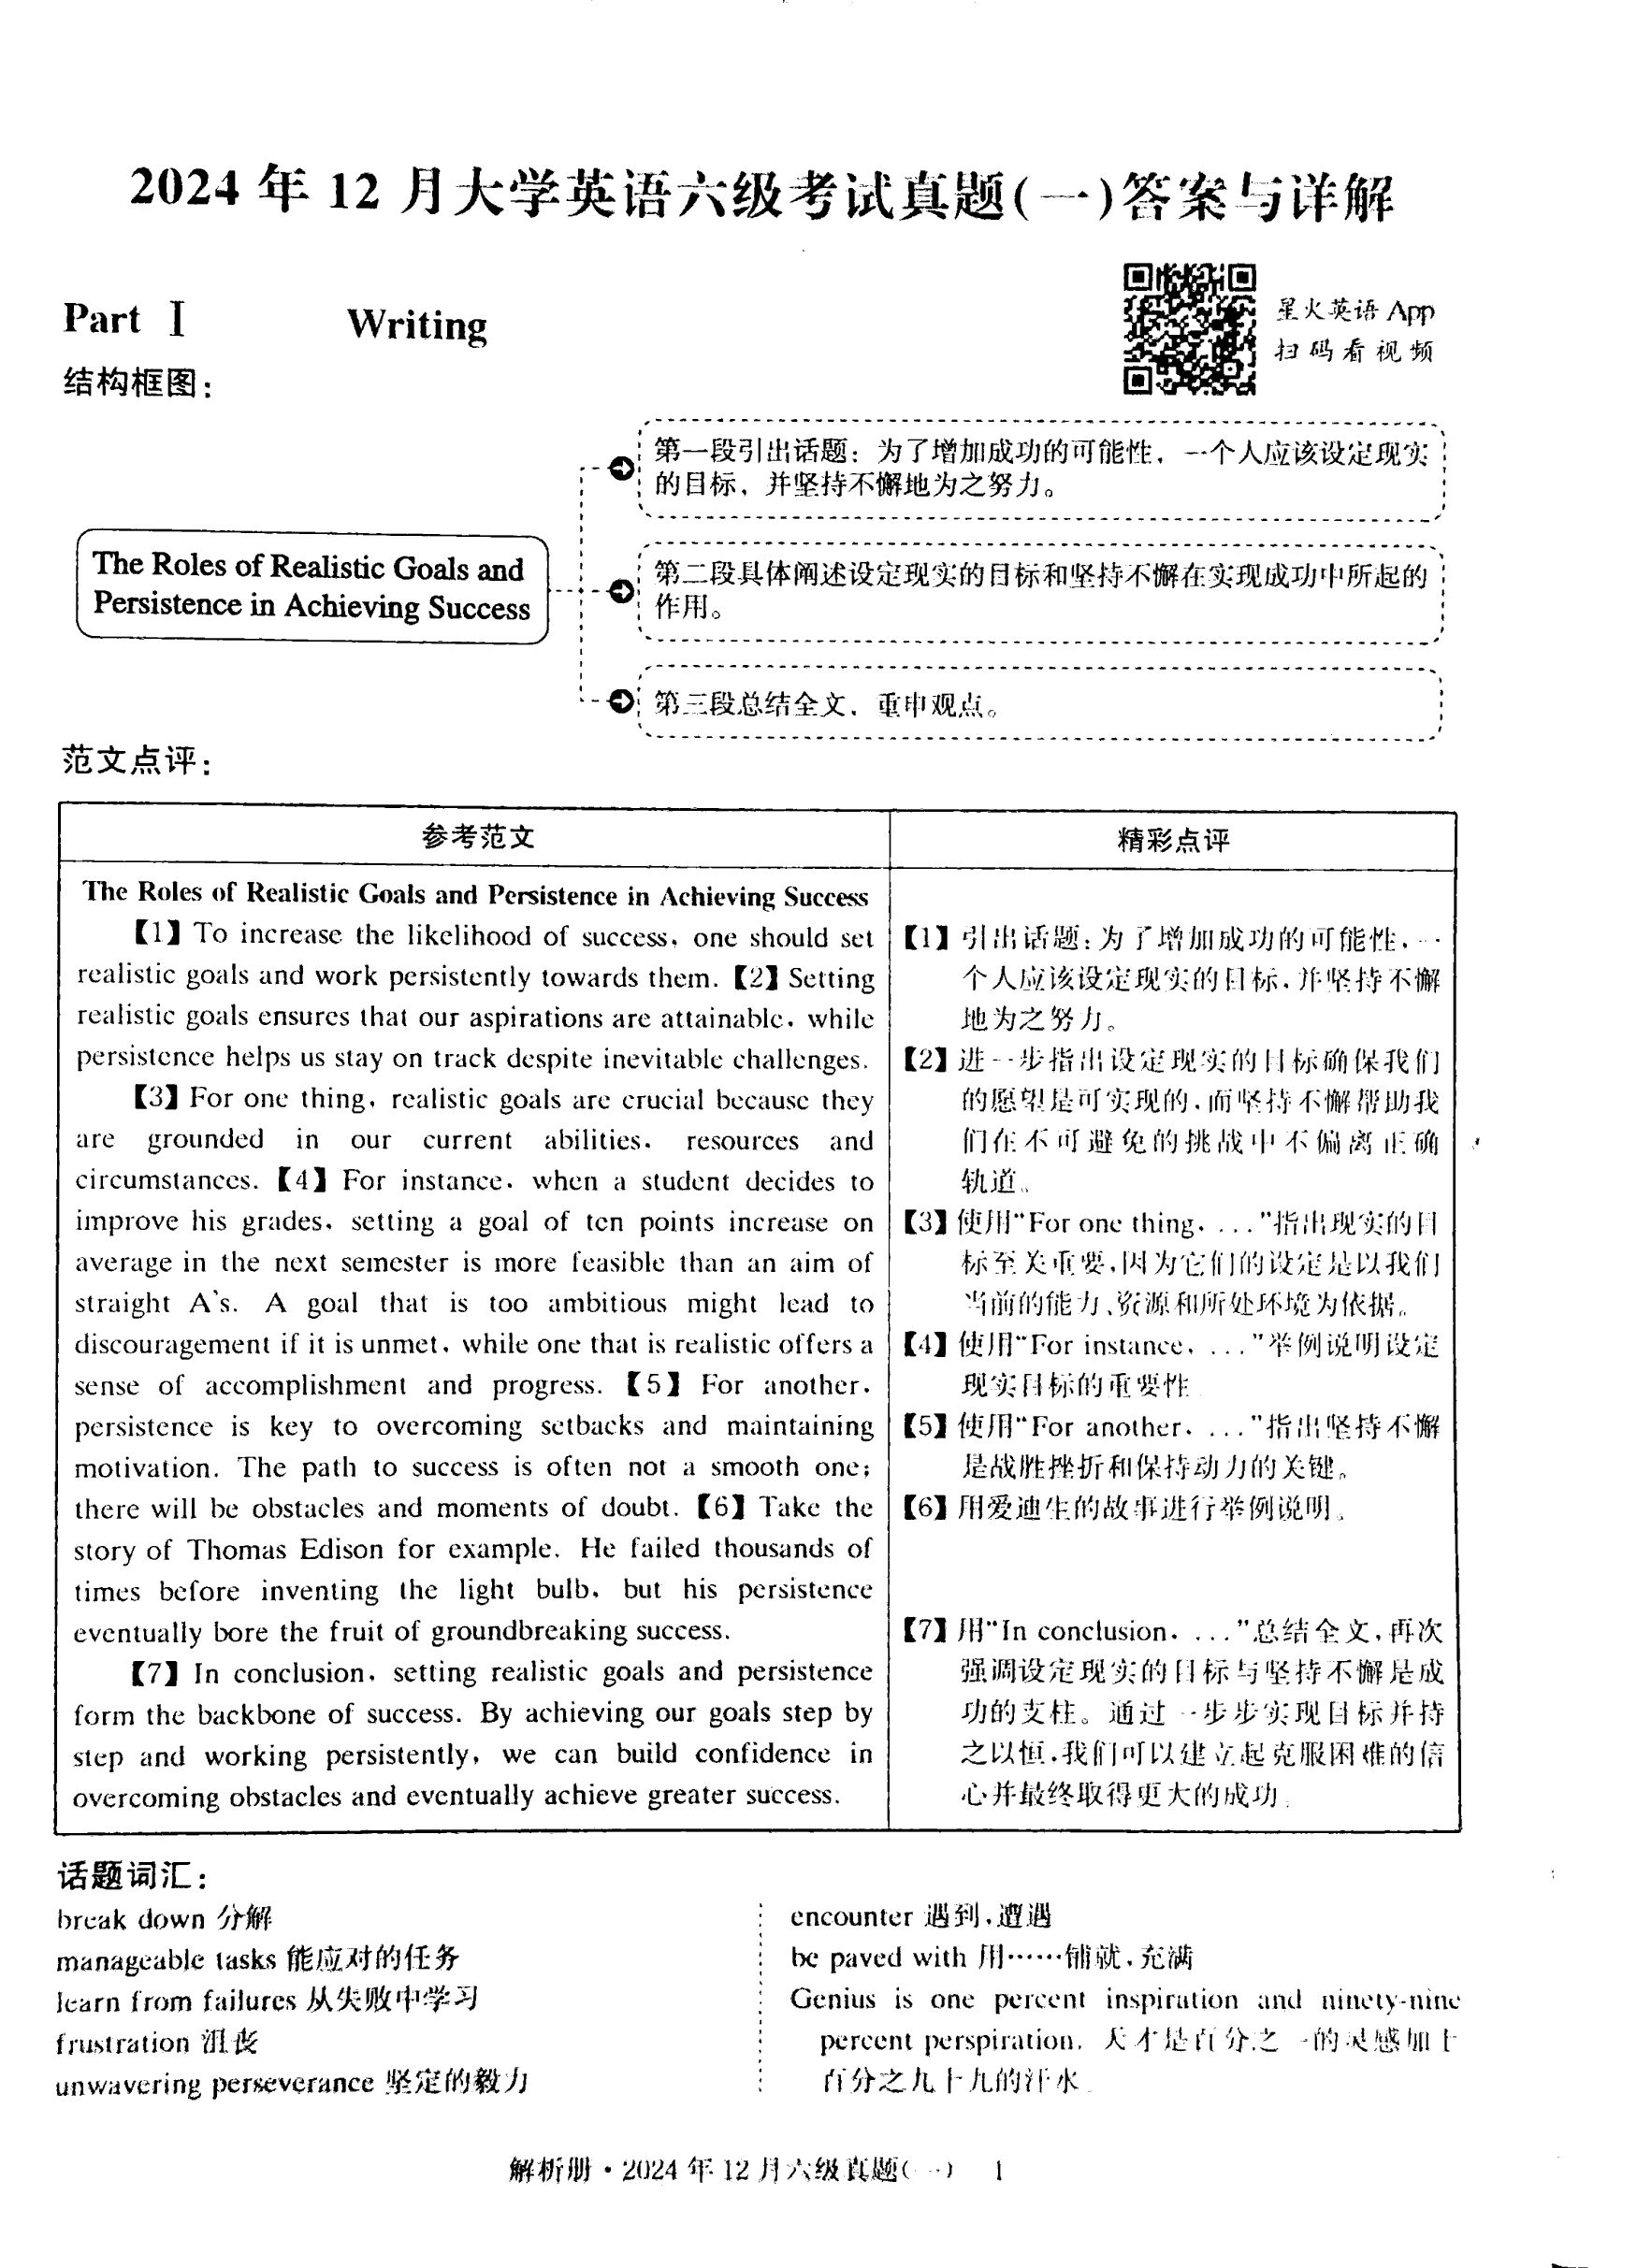 2024 年 12 月大学英语六级考试真题(一)答案与详解
Part Ⅰ Writing
星火英语 App
扫码看视频
结构框图:
第一段引出话题：为了增加成功的可能性，一个人应该设定现实
的目标，并坚持不懈地为之努力。
The Roles of Realistic Goals and
Persistence in Achieving Success
第二段具体阐述设定现实的目标和坚持不懈在实现成功中所起的
作用。
第三段总结全文，重申观点。
范文点评:
参考范文
The Roles of Realistic Goals and Persistence in Achieving Success
【1】To increase the likelihood of success, one should set
realistic goals and work persistently towards them.【2】Setting
realistic goals ensures that our aspirations are attainable, while
persistence helps us stay on track despite inevitable challenges.
【3】For one thing, realistic goals are crucial because they
are grounded in our current abilities, resources and
circumstances.【4】For instance, when a student decides to
improve his grades, setting a goal of ten points increase on
average in the next semester is more feasible than an aim of
straight A's. A goal that is too ambitious might lead to
discouragement if it is unmet, while one that is realistic offers a
sense of accomplishment and progress.【5】For another,
persistence is key to overcoming setbacks and maintaining
motivation. The path to success is often not a smooth one;
there will be obstacles and moments of doubt.【6】Take the
story of Thomas Edison for example. He failed thousands of
times before inventing the light bulb, but his persistence
eventually bore the fruit of groundbreaking success.
【7】In conclusion, setting realistic goals and persistence
form the backbone of success. By achieving our goals step by
step and working persistently, we can build confidence in
overcoming obstacles and eventually achieve greater success.
精彩点评
【1】引出话题:为了增加成功的可能性,一
个人应该设定现实的目标,并坚持不懈
地为之努力。
【2】进一步指出设定现实的目标确保我们
的愿望是可实现的,而坚持不懈帮助我
们在不可避免的挑战中不偏离正确
轨道。
【3】使用“For one thing, ...”指出现实的目
标至关重要,因为它们的设定是以我们
当前的能力、资源和所处环境为依据。
【4】使用“For instance, ...”举例说明设定
现实目标的重要性
【5】使用“For another, ...”指出坚持不懈
是战胜挫折和保持动力的关键。
【6】用爱迪生的故事进行举例说明。
【7】用“In conclusion, ...”总结全文,再次
强调设定现实的目标与坚持不懈是成
功的支柱。通过一步步实现目标并持
之以恒,我们可以建立起克服困难的信
心并最终取得更大的成功。
话题词汇:
break down 分解
manageable tasks 能应对的任务
learn from failures 从失败中学习
frustration 沮丧
unwavering perseverance 坚定的毅力
encounter 遇到,遭遇
be paved with 用……铺就,充满
Genius is one percent inspiration and ninety-nine
percent perspiration. 天才是百分之一的灵感加上
百分之九十九的汗水
解析册·2024 年 12 月六级真题(一) 1